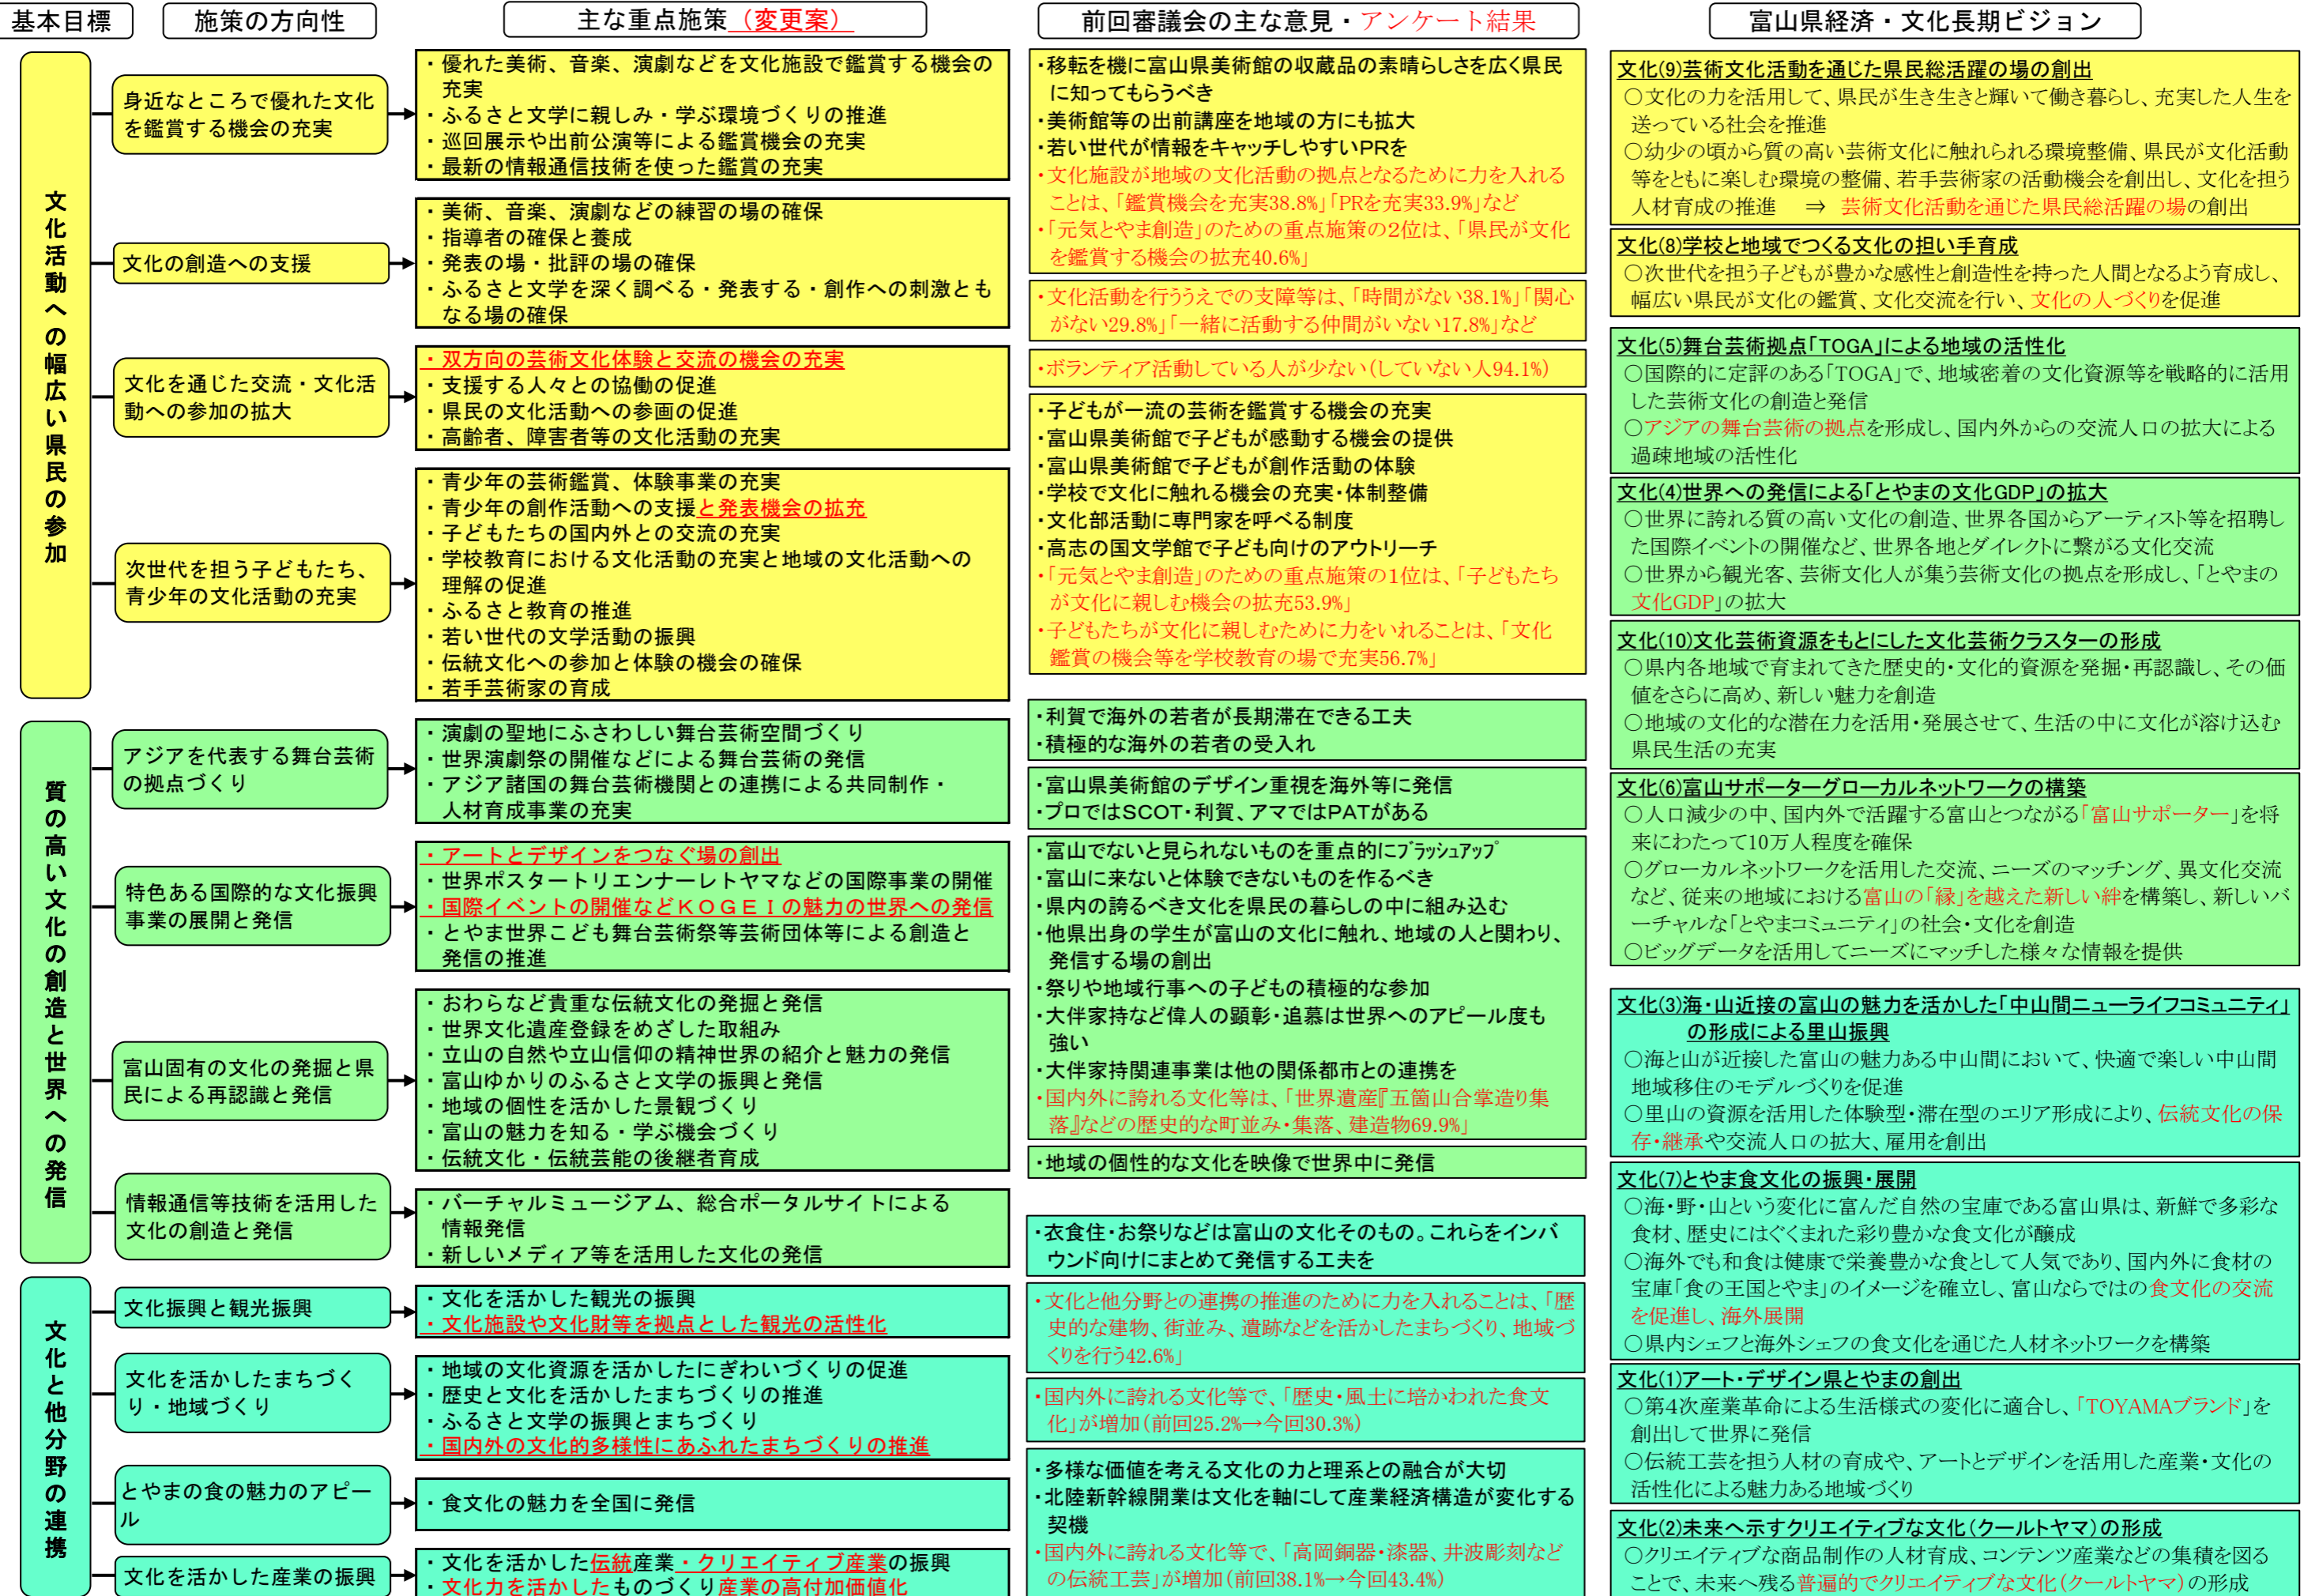 基本目標
施策の方向性
主な重点施策（変更案）
前回審議会の主な意見・アンケート結果
富山県経済・文化長期ビジョン
文化活動への幅広い県民の参加
身近なところで優れた文化
を鑑賞する機会の充実
・優れた美術、音楽、演劇などを文化施設で鑑賞する機会の
充実
・ふるさと文学に親しみ・学ぶ環境づくりの推進
・巡回展示や出前公演等による鑑賞機会の充実
・最新の情報通信技術を使った鑑賞の充実
文化の創造への支援
・美術、音楽、演劇などの練習の場の確保
・指導者の確保と養成
・発表の場・批評の場の確保
・ふるさと文学を深く調べる・発表する・創作への刺激とも
なる場の確保
文化を通じた交流・文化活
動への参加の拡大
・双方向の芸術文化体験と交流の機会の充実
・支援する人々との協働の促進
・県民の文化活動への参画の促進
・高齢者、障害者等の文化活動の充実
次世代を担う子どもたち、
青少年の文化活動の充実
・青少年の芸術鑑賞、体験事業の充実
・青少年の創作活動への支援と発表機会の拡充
・子どもたちの国内外との交流の充実
・学校教育における文化活動の充実と地域の文化活動への
理解の促進
・ふるさと教育の推進
・若い世代の文学活動の振興
・伝統文化への参加と体験の機会の確保
・若手芸術家の育成
質の高い文化の創造と世界への発信
アジアを代表する舞台芸術
の拠点づくり
・演劇の聖地にふさわしい舞台芸術空間づくり
・世界演劇祭の開催などによる舞台芸術の発信
・アジア諸国の舞台芸術機関との連携による共同制作・
人材育成事業の充実
特色ある国際的な文化振興
事業の展開と発信
・アートとデザインをつなぐ場の創出
・世界ポスタートリエンナーレトヤマなどの国際事業の開催
・国際イベントの開催などＫＯＧＥＩの魅力の世界への発信
・とやま世界こども舞台芸術祭等芸術団体等による創造と
発信の推進
富山固有の文化の発掘と県
民による再認識と発信
・おわらなど貴重な伝統文化の発掘と発信
・世界文化遺産登録をめざした取組み
・立山の自然や立山信仰の精神世界の紹介と魅力の発信
・富山ゆかりのふるさと文学の振興と発信
・地域の個性を活かした景観づくり
・富山の魅力を知る・学ぶ機会づくり
・伝統文化・伝統芸能の後継者育成
情報通信等技術を活用した
文化の創造と発信
・バーチャルミュージアム、総合ポータルサイトによる
情報発信
・新しいメディア等を活用した文化の発信
文化と他分野の連携
文化振興と観光振興
・文化を活かした観光の振興
・文化施設や文化財等を拠点とした観光の活性化
文化を活かしたまちづく
り・地域づくり
・地域の文化資源を活かしたにぎわいづくりの促進
・歴史と文化を活かしたまちづくりの推進
・ふるさと文学の振興とまちづくり
・国内外の文化的多様性にあふれたまちづくりの推進
とやまの食の魅力のアピー
ル
・食文化の魅力を全国に発信
文化を活かした産業の振興
・文化を活かした伝統産業・クリエイティブ産業の振興
・文化力を活かしたものづくり産業の高付加価値化
・移転を機に富山県美術館の収蔵品の素晴らしさを広く県民
に知ってもらうべき
・美術館等の出前講座を地域の方にも拡大
・若い世代が情報をキャッチしやすいPRを
・文化施設が地域の文化活動の拠点となるために力を入れる
ことは、「鑑賞機会を充実38.8%」「PRを充実33.9%」など
・「元気とやま創造」のための重点施策の2位は、「県民が文化
を鑑賞する機会の拡充40.6%」
・文化活動を行ううえでの支障等は、「時間がない38.1%」「関心
がない29.8%」「一緒に活動する仲間がいない17.8%」など
・ボランティア活動している人が少ない（していない人94.1%）
・子どもが一流の芸術を鑑賞する機会の充実
・富山県美術館で子どもが感動する機会の提供
・富山県美術館で子どもが創作活動の体験
・学校で文化に触れる機会の充実・体制整備
・文化部活動に専門家を呼べる制度
・高志の国文学館で子ども向けのアウトリーチ
・「元気とやま創造」のための重点施策の1位は、「子どもたち
が文化に親しむ機会の拡充53.9%」
・子どもたちが文化に親しむために力をいれることは、「文化
鑑賞の機会等を学校教育の場で充実56.7%」
・利賀で海外の若者が長期滞在できる工夫
・積極的な海外の若者の受入れ
・富山県美術館のデザイン重視を海外等に発信
・プロではSCOT・利賀、アマではPATがある
・富山でないと見られないものを重点的にﾌﾞﾗｯｼｭｱｯﾌﾟ
・富山に来ないと体験できないものを作るべき
・県内の誇るべき文化を県民の暮らしの中に組み込む
・他県出身の学生が富山の文化に触れ、地域の人と関わり、
発信する場の創出
・祭りや地域行事への子どもの積極的な参加
・大伴家持など偉人の顕彰・追慕は世界へのアピール度も
強い
・大伴家持関連事業は他の関係都市との連携を
・国内外に誇れる文化等は、「世界遺産『五箇山合掌造り集
落』などの歴史的な町並み・集落、建造物69.9%」
・地域の個性的な文化を映像で世界中に発信
・衣食住・お祭りなどは富山の文化そのもの。これらをインバ
ウンド向けにまとめて発信する工夫を
・文化と他分野との連携の推進のために力を入れることは、「歴
史的な建物、街並み、遺跡などを活かしたまちづくり、地域づ
くりを行う42.6%」
・国内外に誇れる文化等で、「歴史・風土に培かわれた食文
化」が増加（前回25.2%→今回30.3%）
・多様な価値を考える文化の力と理系との融合が大切
・北陸新幹線開業は文化を軸にして産業経済構造が変化する
契機
・国内外に誇れる文化等で、「高岡銅器・漆器、井波彫刻など
の伝統工芸」が増加（前回38.1%→今回43.4%）
文化(9)芸術文化活動を通じた県民総活躍の場の創出
○文化の力を活用して、県民が生き生きと輝いて働き暮らし、充実した人生を
送っている社会を推進
○幼少の頃から質の高い芸術文化に触れられる環境整備、県民が文化活動
等をともに楽しむ環境の整備、若手芸術家の活動機会を創出し、文化を担う
人材育成の推進　⇒　芸術文化活動を通じた県民総活躍の場の創出
文化(8)学校と地域でつくる文化の担い手育成
○次世代を担う子どもが豊かな感性と創造性を持った人間となるよう育成し、
幅広い県民が文化の鑑賞、文化交流を行い、文化の人づくりを促進
文化(5)舞台芸術拠点「TOGA」による地域の活性化
○国際的に定評のある「TOGA」で、地域密着の文化資源等を戦略的に活用
した芸術文化の創造と発信
○アジアの舞台芸術の拠点を形成し、国内外からの交流人口の拡大による
過疎地域の活性化
文化(4)世界への発信による「とやまの文化GDP」の拡大
○世界に誇れる質の高い文化の創造、世界各国からアーティスト等を招聘し
た国際イベントの開催など、世界各地とダイレクトに繋がる文化交流
○世界から観光客、芸術文化人が集う芸術文化の拠点を形成し、「とやまの
文化GDP」の拡大
文化(10)文化芸術資源をもとにした文化芸術クラスターの形成
○県内各地域で育まれてきた歴史的・文化的資源を発掘・再認識し、その価
値をさらに高め、新しい魅力を創造
○地域の文化的な潜在力を活用・発展させて、生活の中に文化が溶け込む
県民生活の充実
文化(6)富山サポーターグローカルネットワークの構築
○人口減少の中、国内外で活躍する富山とつながる「富山サポーター」を将
来にわたって10万人程度を確保
○グローカルネットワークを活用した交流、ニーズのマッチング、異文化交流
など、従来の地域における富山の「縁」を越えた新しい絆を構築し、新しいバ
ーチャルな「とやまコミュニティ」の社会・文化を創造
○ビッグデータを活用してニーズにマッチした様々な情報を提供
文化(3)海・山近接の富山の魅力を活かした「中山間ニューライフコミュニティ」
の形成による里山振興
○海と山が近接した富山の魅力ある中山間において、快適で楽しい中山間
地域移住のモデルづくりを促進
○里山の資源を活用した体験型・滞在型のエリア形成により、伝統文化の保
存・継承や交流人口の拡大、雇用を創出
文化(7)とやま食文化の振興・展開
○海・野・山という変化に富んだ自然の宝庫である富山県は、新鮮で多彩な
食材、歴史にはぐくまれた彩り豊かな食文化が醸成
○海外でも和食は健康で栄養豊かな食として人気であり、国内外に食材の
宝庫「食の王国とやま」のイメージを確立し、富山ならではの食文化の交流
を促進し、海外展開
○県内シェフと海外シェフの食文化を通じた人材ネットワークを構築
文化(1)アート・デザイン県とやまの創出
○第4次産業革命による生活様式の変化に適合し、「TOYAMAブランド」を
創出して世界に発信
○伝統工芸を担う人材の育成や、アートとデザインを活用した産業・文化の
活性化による魅力ある地域づくり
文化(2)未来へ示すクリエイティブな文化（クールトヤマ）の形成
○クリエイティブな商品制作の人材育成、コンテンツ産業などの集積を図る
ことで、未来へ残る普遍的でクリエイティブな文化（クールトヤマ）の形成